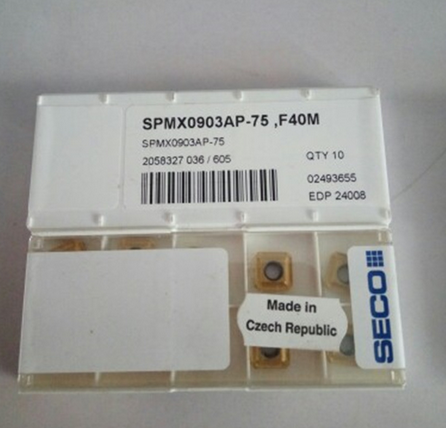 SPMX0903AP-75 ,F40M
SPMX0903AP-75
2058327 036 / 605
QTY 10
02493655
EDP 24008
Made in
Czech Republic
SECO